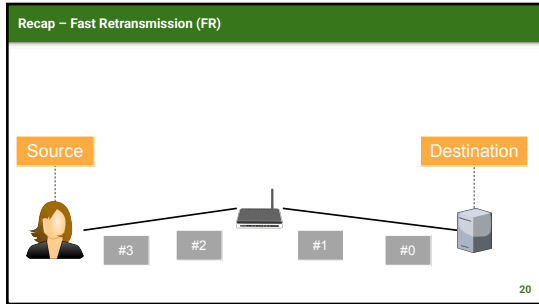 Recap – Fast Retransmission (FR)
Source
Destination
#3
#2
#1
#0
20